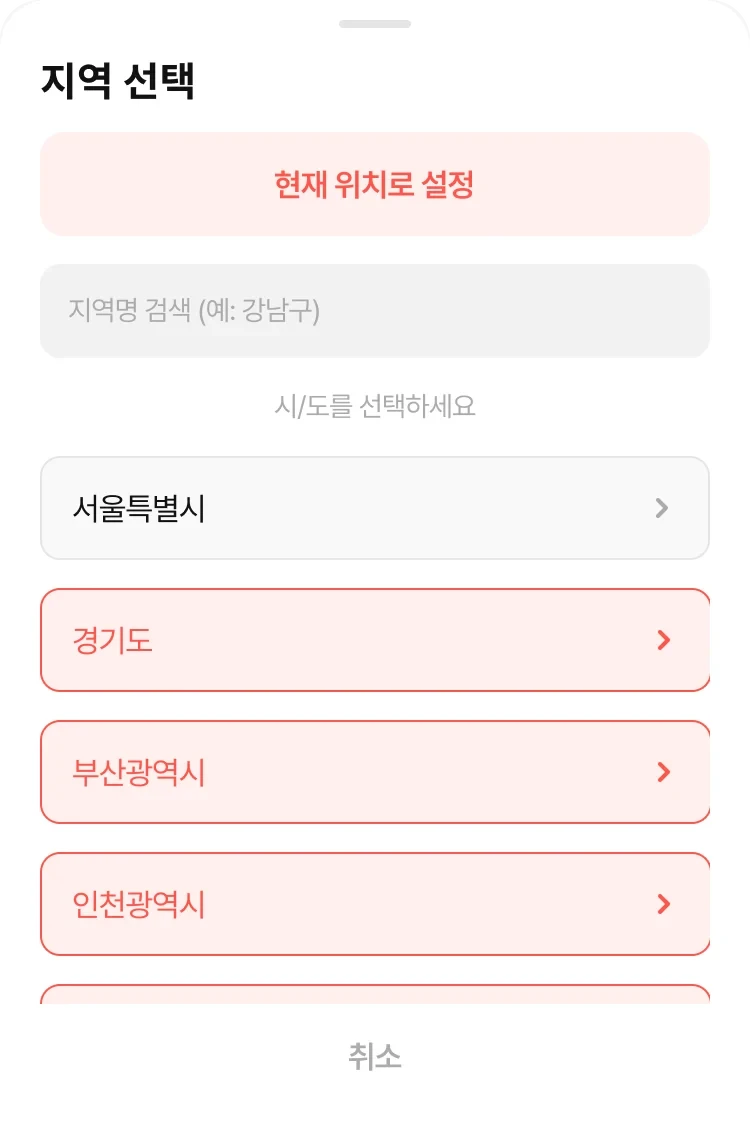 지역 선택
현재 위치로 설정
지역명 검색 (예: 강남구)
시/도를 선택하세요
서울특별시
경기도
부산광역시
인천광역시
취소